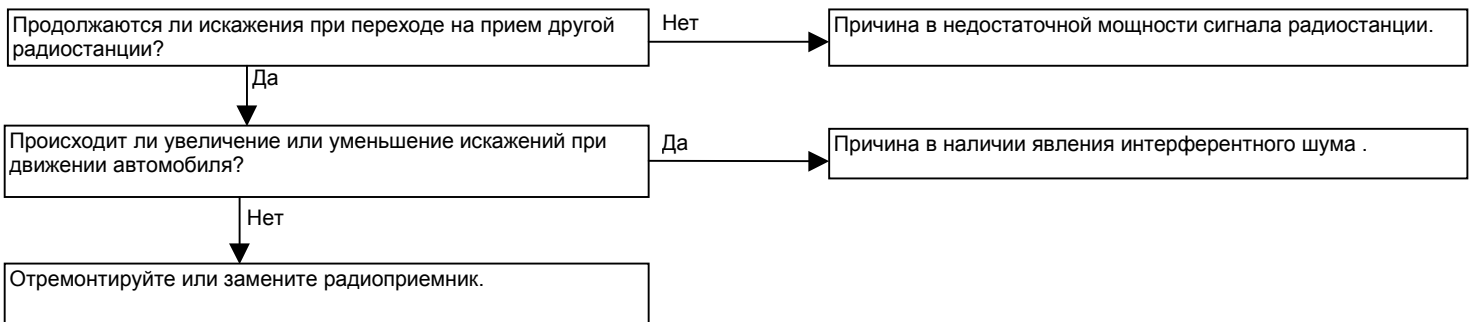 Продолжаются ли искажения при переходе на прием другой
радиостанции?
Нет
Причина в недостаточной мощности сигнала радиостанции.
Да
Происходит ли увеличение или уменьшение искажений при
движении автомобиля?
Да
Причина в наличии явления интерферентного шума .
Нет
Отремонтируйте или замените радиоприемник.